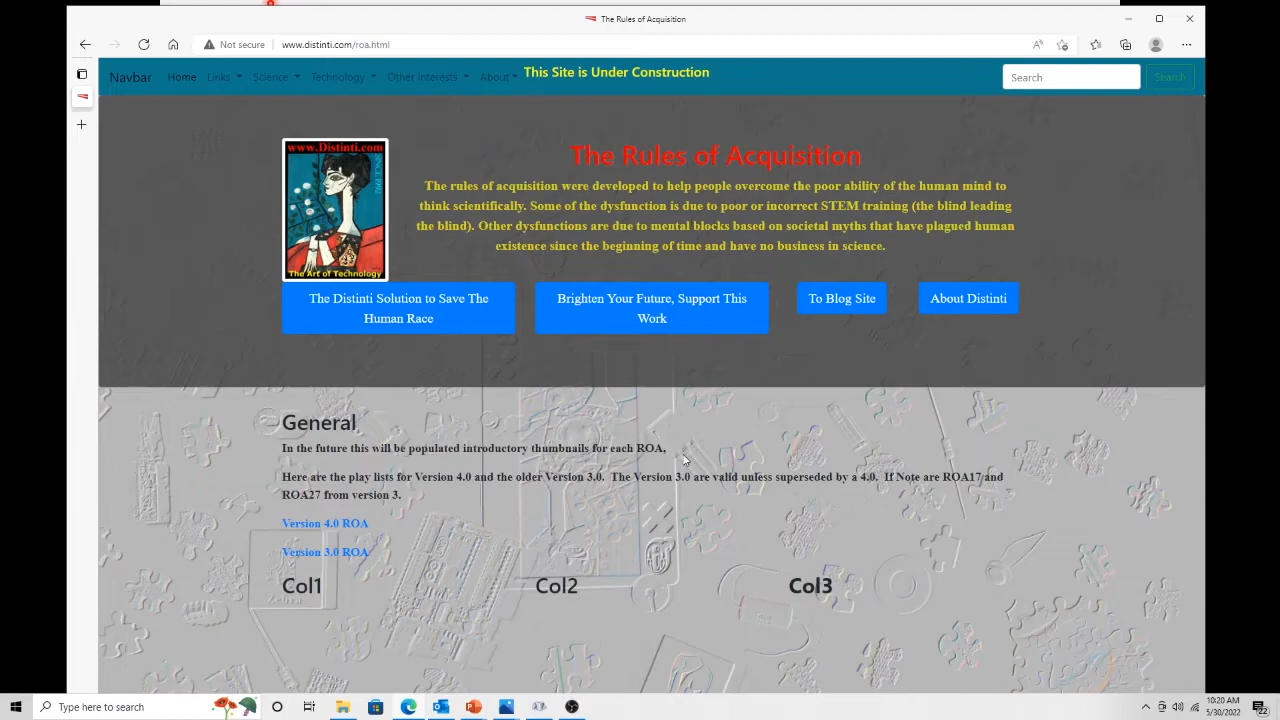 The Rules of Acquisition
Not secure
www.distinti.com/roa.html
Navbar
Home
Links
Science
Technology
Other Interests
About
This Site is Under Construction
Search
Search
www.Distinti.com
The Art of Technology
The Rules of Acquisition
The rules of acquisition were developed to help people overcome the poor ability of the human mind to
think scientifically. Some of the dysfunction is due to poor or incorrect STEM training (the blind leading
the blind). Other dysfunctions are due to mental blocks based on societal myths that have plagued human
existence since the beginning of time and have no business in science.
The Distinti Solution to Save The
Human Race
Brighten Your Future, Support This
Work
To Blog Site
About Distinti
General
In the future this will be populated introductory thumbnails for each ROA,
Here are the play lists for Version 4.0 and the older Version 3.0. The Version 3.0 are valid unless superseded by a 4.0. If Note are ROA17 and
ROA27 from version 3.
Version 4.0 ROA
Version 3.0 ROA
Col1
Col2
Col3
Type here to search
10:20 AM
5/30/2022
22